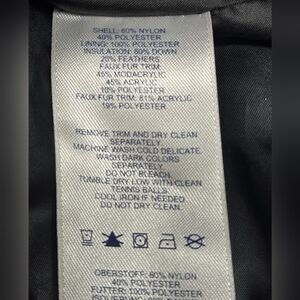 SHELL: 60% NYLON
40% POLYESTER
LINING: 100% POLYESTER
INSULATION: 80% DOWN
20% FEATHERS
FAUX FUR TRIM:
45% MODACRYLIC
45% ACRYLIC
10% POLYESTER
FAUX FUR TRIM: 81% ACRYLIC
19% POLYESTER
REMOVE TRIM AND DRY CLEAN
SEPARATELY
MACHINE WASH COLD DELICATE.
WASH DARK COLORS
SEPARATELY.
DO NOT BLEACH.
TUMBLE DRY LOW WITH CLEAN
TENNIS BALLS.
COOL IRON IF NEEDED
DO NOT DRY CLEAN.
OBERSTOFF: 60% NYLON
40% POLYESTER
FUTTER: 100% POLYESTER